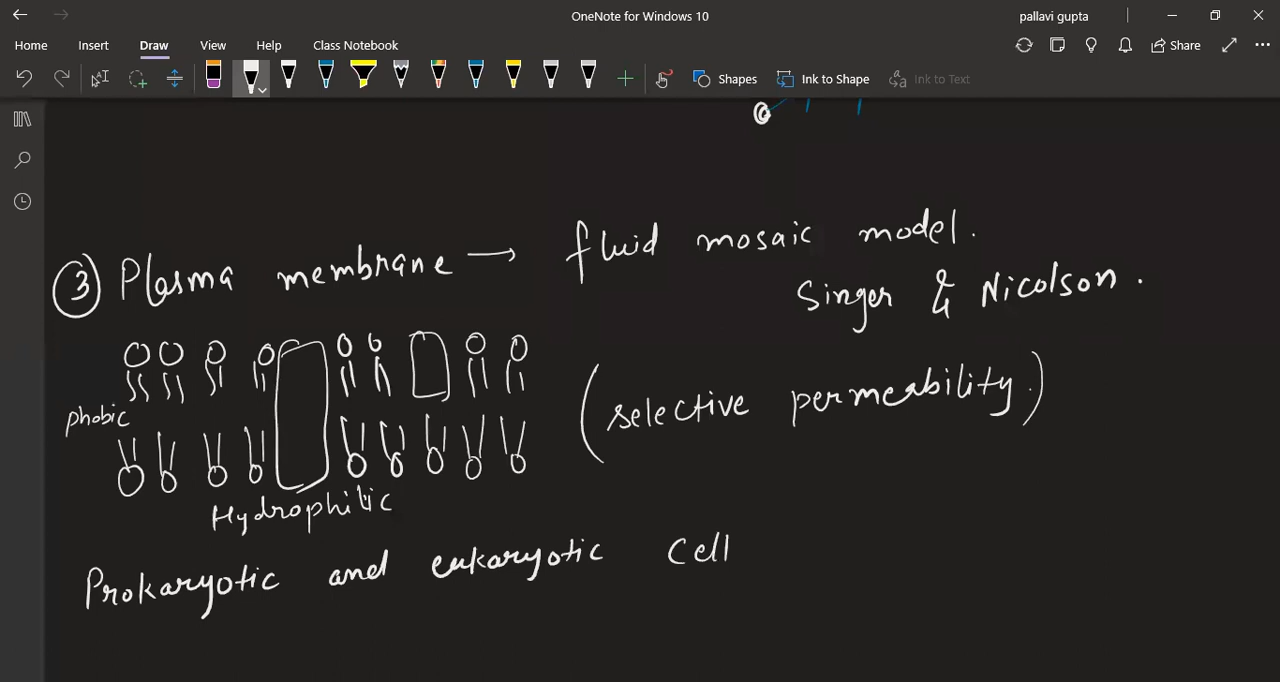 OneNote for Windows 10
pallavi gupta
Home Insert Draw View Help Class Notebook
Share
Shapes Ink to Shape Ink to Text
③ Plasma membrane → fluid mosaic model.
Singer & Nicolson.
Phobic
(selective permeability.)
Hydrophilic
Prokaryotic and eukaryotic cell